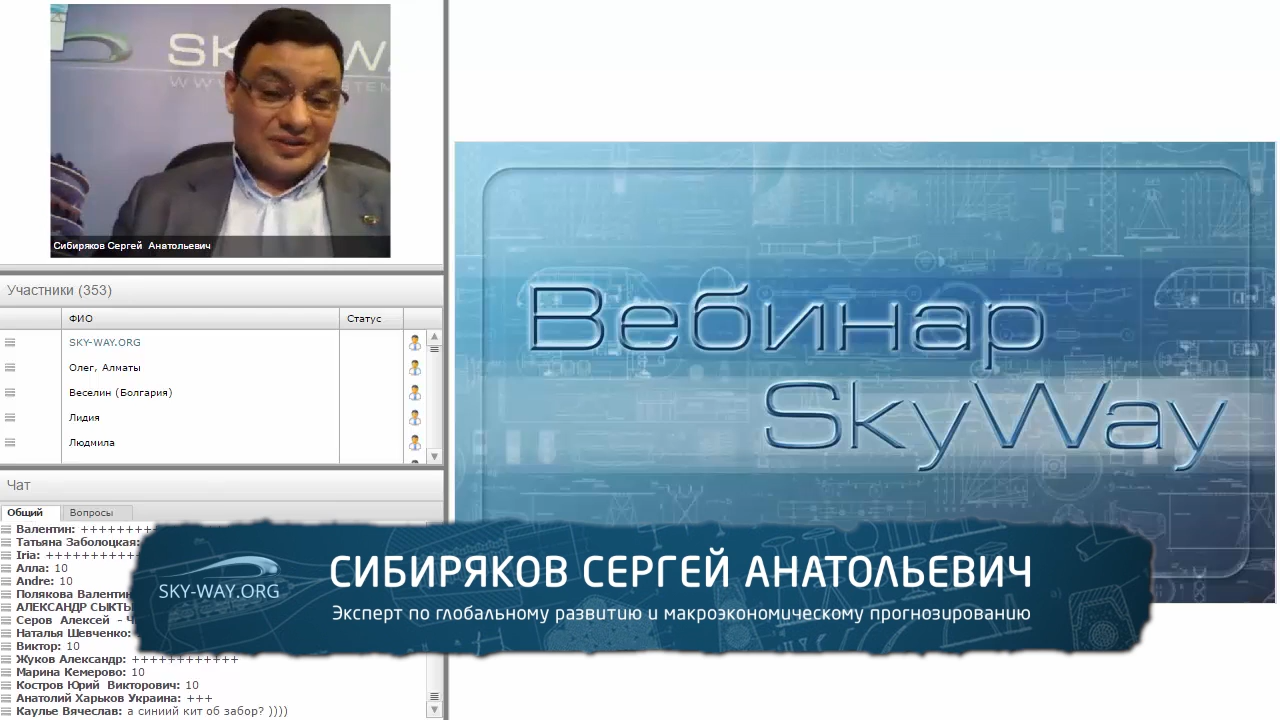 SKY WAY
Сибиряков Сергей Анатольевич
Участники (353)
ФИО
Статус
SKY-WAY.ORG
Олег, Алматы
Веселин (Болгария)
Лидия
Людмила
Чат
Общий
Вопросы
Валентин: ++++++++++
Татьяна Заболоцкая:
Iria: ++++++++++++
Алла: 10
Andre: 10
Полякова Валентин
АЛЕКСАНДР СЫКТЫ
Серов Алексей - Ч
Наталья Шевченко:
Виктор: 10
Жуков Александр: ++++++++++++
Марина Кемерово: 10
Костров Юрий Викторович: 10
Анатолий Харьков Украина: +++
Каулье Вячеслав: а синиий кит об забор? ))))
Вебинар
SkyWay
SKY-WAY.ORG
СИБИРЯКОВ СЕРГЕЙ АНАТОЛЬЕВИЧ
Эксперт по глобальному развитию и макроэкономическому прогнозированию